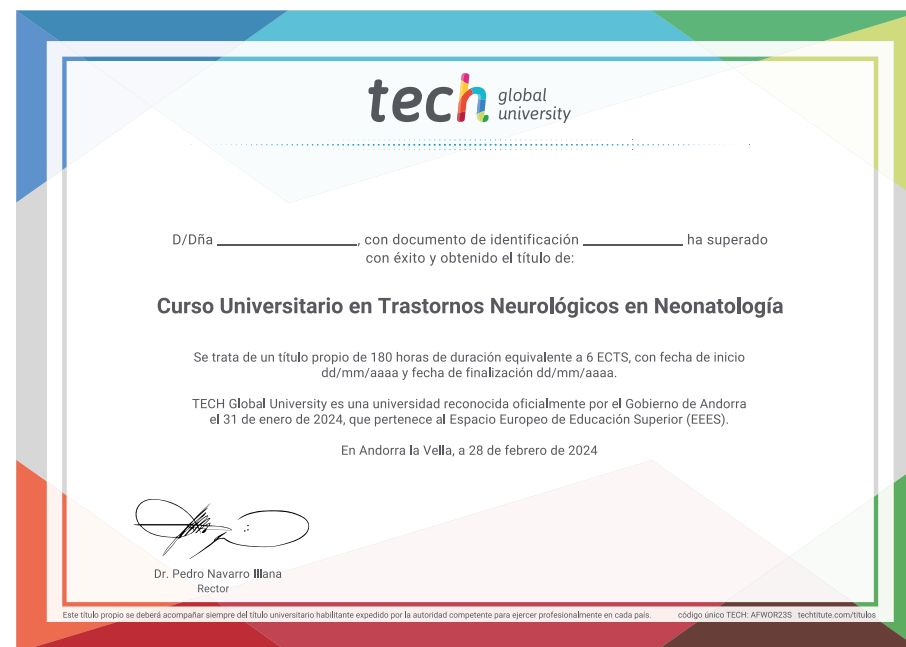 tech global university
D/Dña ____________________, con documento de identificación ______________ ha superado
con éxito y obtenido el título de:
Curso Universitario en Trastornos Neurológicos en Neonatología
Se trata de un título propio de 180 horas de duración equivalente a 6 ECTS, con fecha de inicio
dd/mm/aaaa y fecha de finalización dd/mm/aaaa.
TECH Global University es una universidad reconocida oficialmente por el Gobierno de Andorra
el 31 de enero de 2024, que pertenece al Espacio Europeo de Educación Superior (EEES).
En Andorra la Vella, a 28 de febrero de 2024
Dr. Pedro Navarro Illana
Rector
Este título propio se deberá acompañar siempre del título universitario habilitante expedido por la autoridad competente para ejercer profesionalmente en cada país. código único TECH: AFWOR23S techtitute.com/titulos